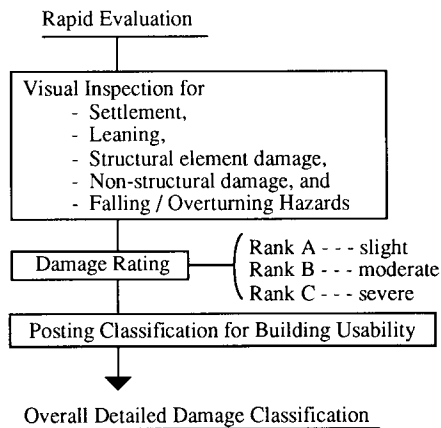 Rapid Evaluation
Visual Inspection for
- Settlement,
- Leaning,
- Structural element damage,
- Non-structural damage, and
- Falling / Overturning Hazards
Damage Rating
Rank A - - - slight
Rank B - - - moderate
Rank C - - - severe
Posting Classification for Building Usability
Overall Detailed Damage Classification